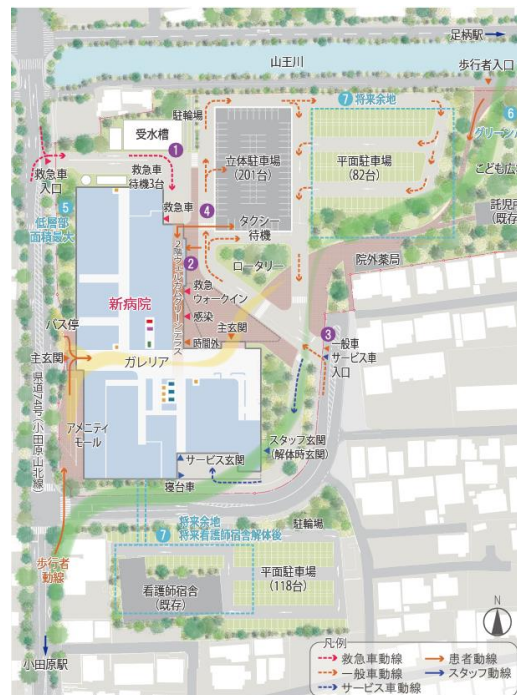 足柄駅
山王川
歩行者入口
駐輪場
⑦ 将来余地
⑥
受水槽
①
立体駐車場
(201台)
平面駐車場
(82台)
救急車
入口
救急車
待機3台
こども広
救急車
④
タクシー
待機
託児所
(既存
⑤
低層部
面積最大
②
2階ウェルカムグリーンテラス
ロータリー
院外薬局
救急
ウォークイン
新病院
感染
バス停
主玄関
時間外
③
一般車
サービス車
入口
主玄関
ガレリア
県道74号(小田原山北線)
アメニティ
モール
スタッフ玄関
(解体時玄関)
サービス玄関
寝台車
将来余地
⑦ 将来看護師宿舎解体後
駐輪場
歩行者
動線
看護師宿舎
(既存)
平面駐車場
(118台)
N
小田原駅
凡例
救急車動線
患者動線
一般車動線
スタッフ動線
サービス車動線